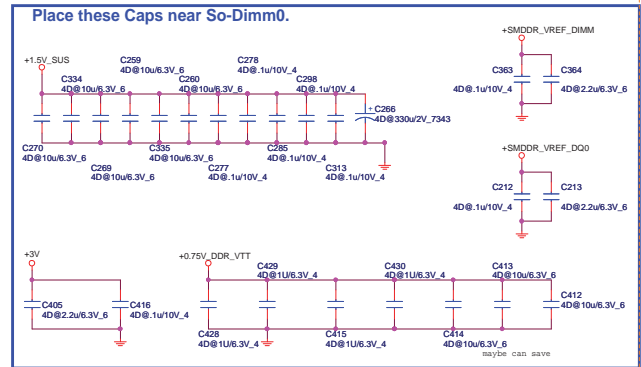 Place these Caps near So-Dimm0.
+1.5V_SUS
C259
4D@10u/6.3V_6
C278
4D@.1u/10V_4
C334
4D@10u/6.3V_6
C260
4D@10u/6.3V_6
C298
4D@.1u/10V_4
+
C266
4D@330u/2V_7343
C270
4D@10u/6.3V_6
C335
4D@10u/6.3V_6
C285
4D@.1u/10V_4
C269
4D@10u/6.3V_6
C277
4D@.1u/10V_4
C313
4D@.1u/10V_4
+SMDDR_VREF_DIMM
C363
4D@.1u/10V_4
C364
4D@2.2u/6.3V_6
+SMDDR_VREF_DQ0
C212
4D@.1u/10V_4
C213
4D@2.2u/6.3V_6
+3V
C405
4D@2.2u/6.3V_6
C416
4D@.1u/10V_4
+0.75V_DDR_VTT
C429
4D@1U/6.3V_4
C430
4D@1U/6.3V_4
C413
4D@10u/6.3V_6
C412
4D@10u/6.3V_6
C428
4D@1U/6.3V_4
C415
4D@1U/6.3V_4
C414
4D@10u/6.3V_6
maybe can save